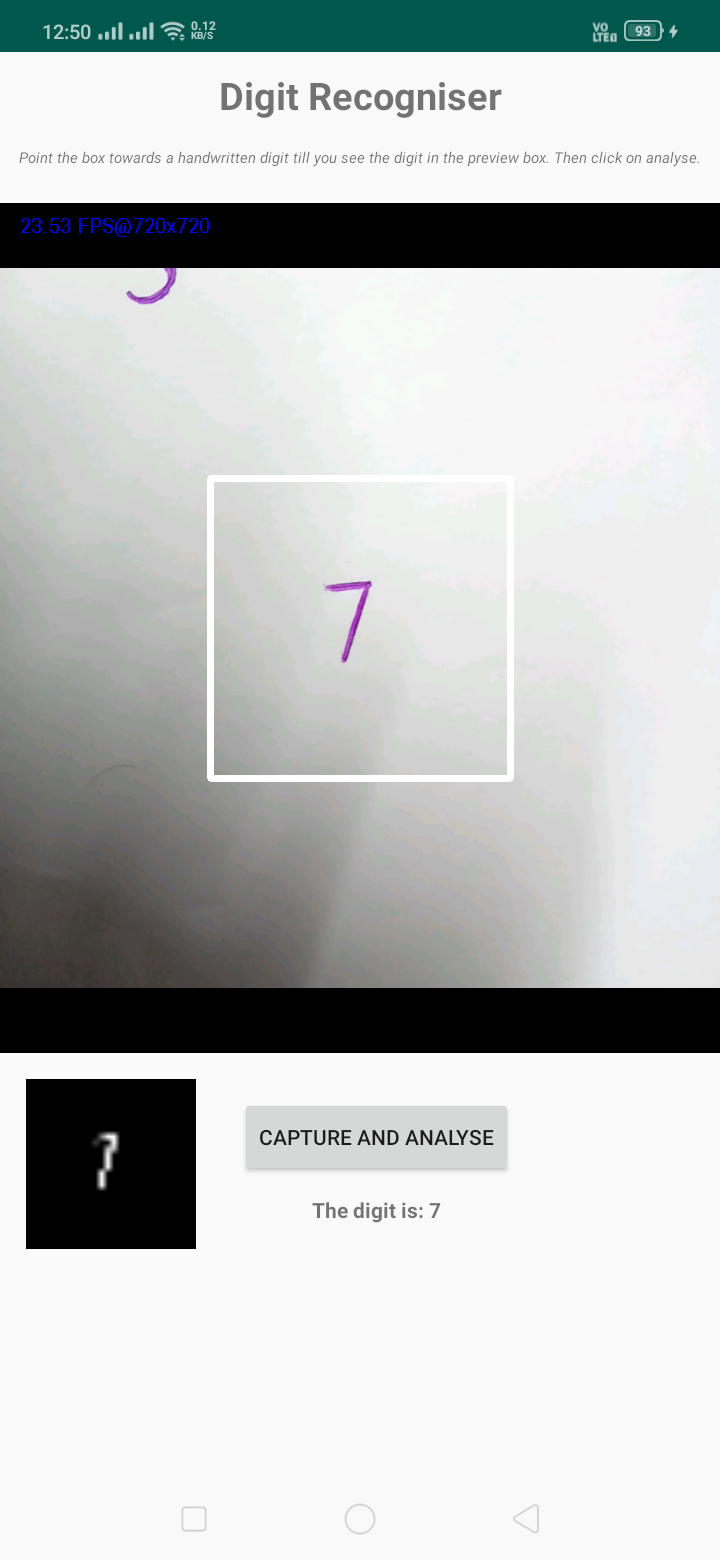 12:50 0.12 KB/S VO LTE 93
Digit Recogniser
Point the box towards a handwritten digit till you see the digit in the preview box. Then click on analyse.
23.53 FPS@720x720
7
7
CAPTURE AND ANALYSE
The digit is: 7